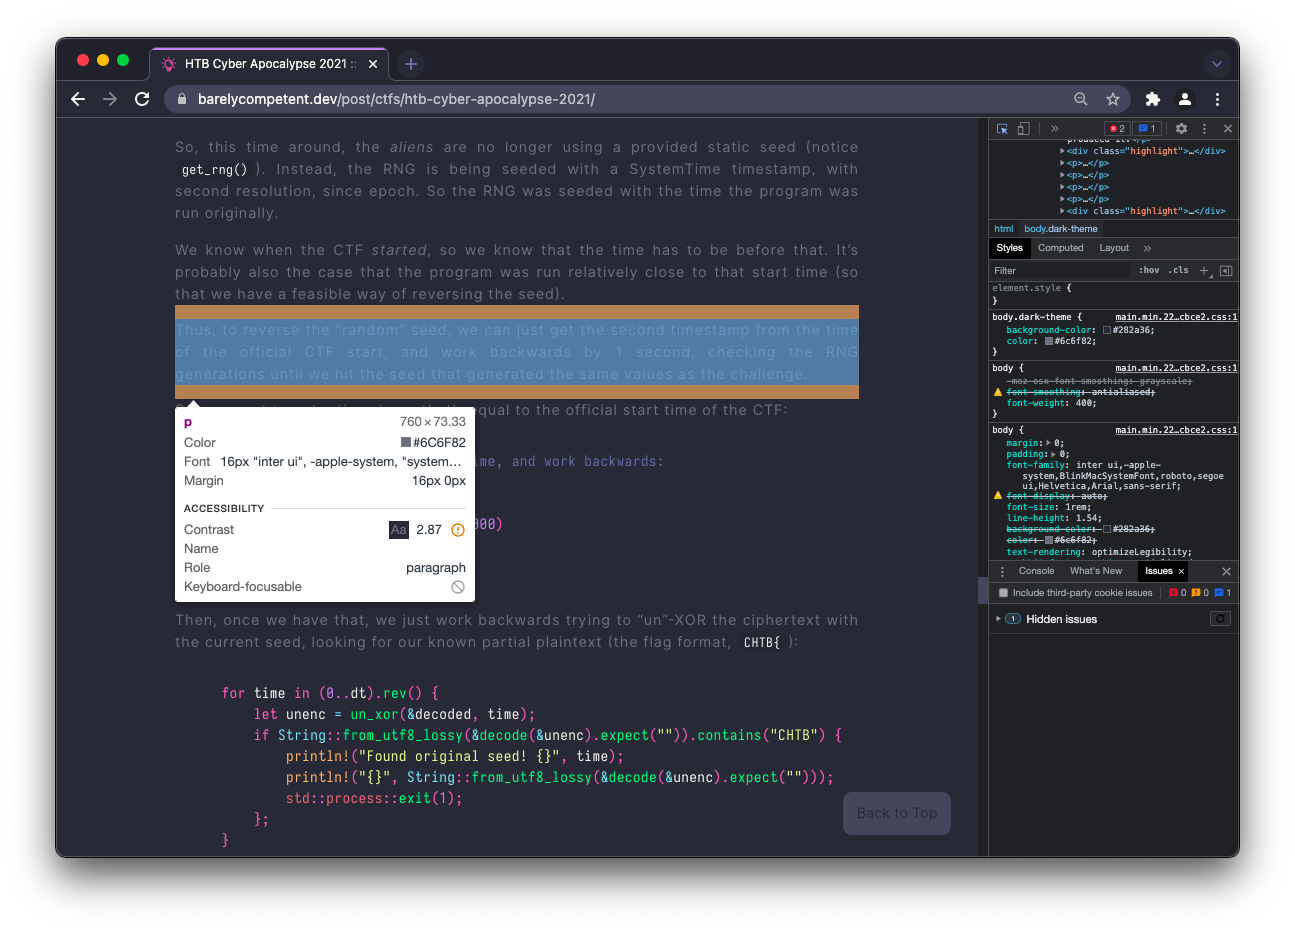 HTB Cyber Apocalypse 2021 ::
barelycompetent.dev/post/ctfs/htb-cyber-apocalypse-2021/
So, this time around, the aliens are no longer using a provided static seed (notice
get_rng() ). Instead, the RNG is being seeded with a SystemTime timestamp, with
second resolution, since epoch. So the RNG was seeded with the time the program was
run originally.
We know when the CTF started, so we know that the time has to be before that. It's
probably also the case that the program was run relatively close to that start time (so
that we have a feasible way of reversing the seed).
Thus, to reverse the "random" seed, we can just get the second timestamp from the time
of the official CTF start, and work backwards by 1 second, checking the RNG
generations until we hit the seed that generated the same values as the challenge.
qual to the official start time of the CTF:
p 760 × 73.33
Color #6C6F82
Font 16px "inter ui", -apple-system, "system…
Margin 16px 0px
ACCESSIBILITY
Contrast Aa 2.87
Name
Role paragraph
Keyboard-focusable
ime, and work backwards:
000)
Then, once we have that, we just work backwards trying to "un"-XOR the ciphertext with
the current seed, looking for our known partial plaintext (the flag format, CHTB{ ):
for time in (0..dt).rev() {
let unenc = un_xor(&decoded, time);
if String::from_utf8_lossy(&decode(&unenc).expect("")).contains("CHTB") {
println!("Found original seed! {}", time);
println!("{}", String::from_utf8_lossy(&decode(&unenc).expect("")));
std::process::exit(1);
};
}
Back to Top
2 1
<div class="highlight">…</div>
<p>…</p>
<p>…</p>
<p>…</p>
<div class="highlight">…</div>
html body.dark-theme
Styles Computed Layout »
Filter :hov .cls +
element.style {
}
body.dark-theme { main.min.22…cbce2.css:1
background-color: #282a36;
color: #6c6f82;
}
body { main.min.22…cbce2.css:1
-moz-osx-font-smoothing: grayscale;
font-smoothing: antialiased;
font-weight: 400;
}
body { main.min.22…cbce2.css:1
margin: 0;
padding: 0;
font-family: inter ui,-apple-
system,BlinkMacSystemFont,roboto,segoe
ui,Helvetica,Arial,sans-serif;
font-display: auto;
font-size: 1rem;
line-height: 1.54;
background-color: #282a36;
color: #6c6f82;
text-rendering: optimizeLegibility;
Console What's New Issues ×
Include third-party cookie issues 0 0 1
1 Hidden issues